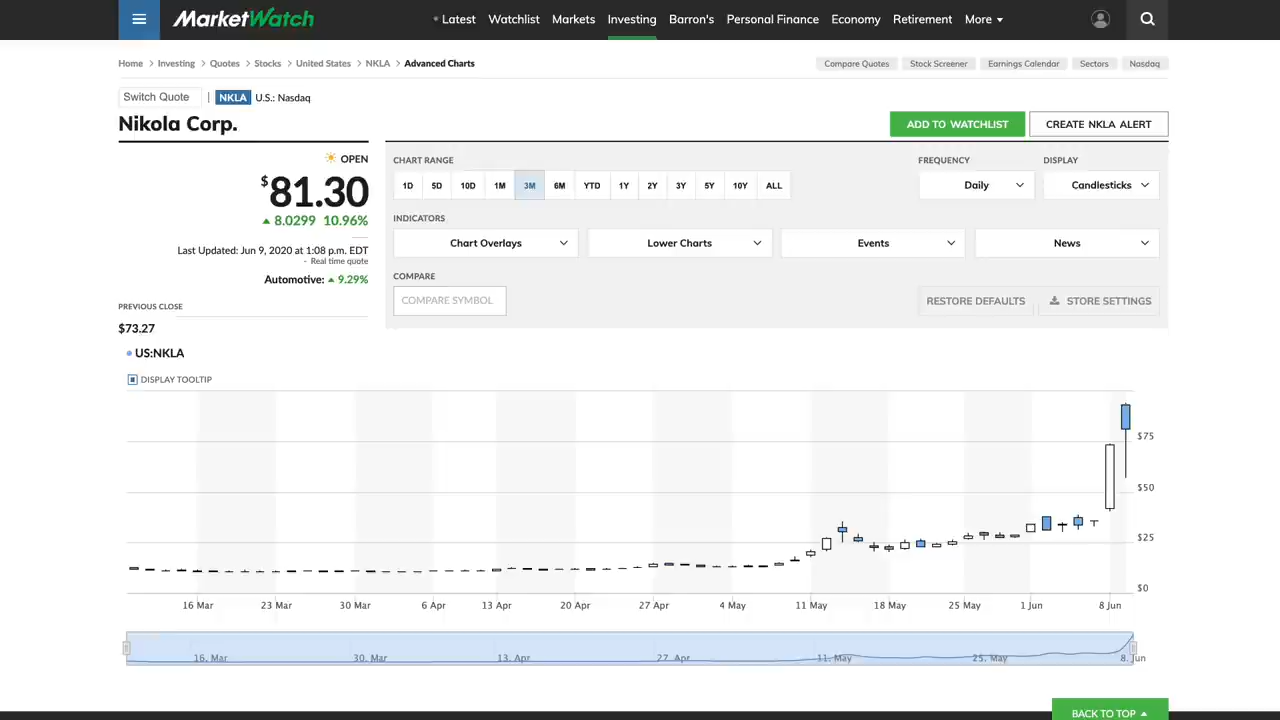 MarketWatch Latest Watchlist Markets Investing Barron's Personal Finance Economy Retirement More
Home Investing Quotes Stocks United States NKLA Advanced Charts Compare Quotes Stock Screener Earnings Calendar Sectors Nasdaq
Switch Quote | NKLA U.S.: Nasdaq
Nikola Corp.
ADD TO WATCHLIST CREATE NKLA ALERT
OPEN
$81.30
8.0299 10.96%
Last Updated: Jun 9, 2020 at 1:08 p.m. EDT
- Real time quote
Automotive: 9.29%
PREVIOUS CLOSE
$73.27
CHART RANGE FREQUENCY DISPLAY
1D 5D 10D 1M 3M 6M YTD 1Y 2Y 3Y 5Y 10Y ALL Daily Candlesticks
INDICATORS
Chart Overlays Lower Charts Events News
COMPARE
COMPARE SYMBOL RESTORE DEFAULTS STORE SETTINGS
US:NKLA
DISPLAY TOOLTIP
$75
$50
$25
$0
16 Mar 23 Mar 30 Mar 6 Apr 13 Apr 20 Apr 27 Apr 4 May 11 May 18 May 25 May 1 Jun 8 Jun
16. Mar 30. Mar 13. Apr 27. Apr 11. May 25. May 8. Jun
BACK TO TOP